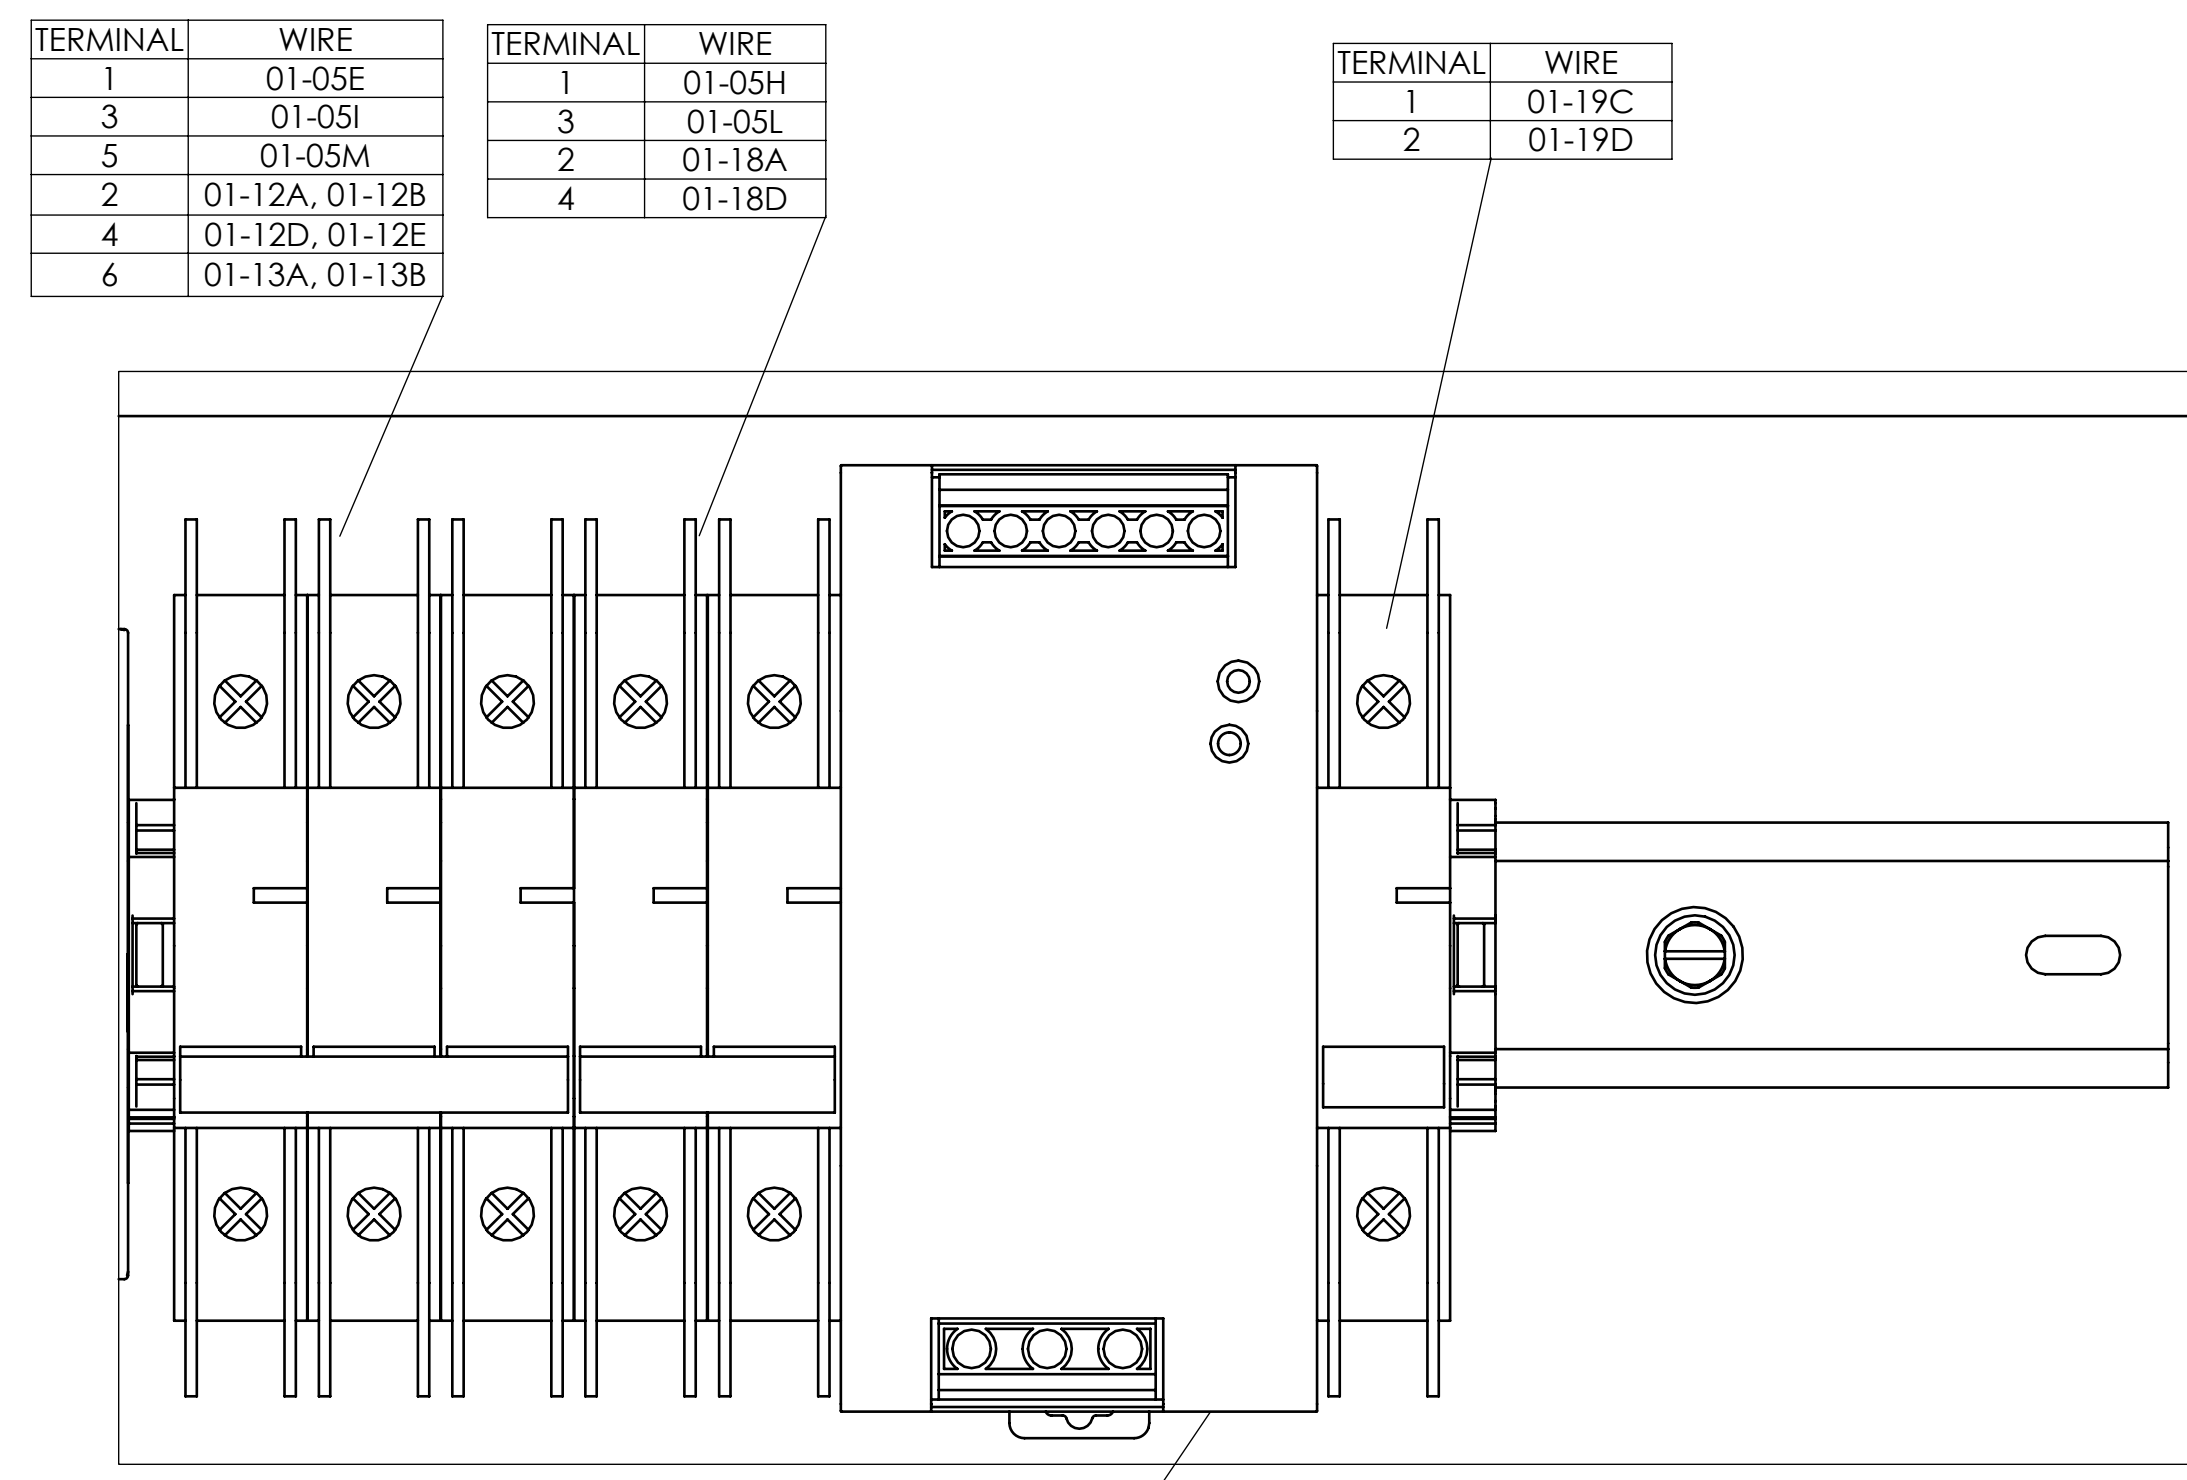 TERMINAL WIRE
1 01-05E
3 01-05I
5 01-05M
2 01-12A, 01-12B
4 01-12D, 01-12E
6 01-13A, 01-13B
TERMINAL WIRE
1 01-05H
3 01-05L
2 01-18A
4 01-18D
TERMINAL WIRE
1 01-19C
2 01-19D